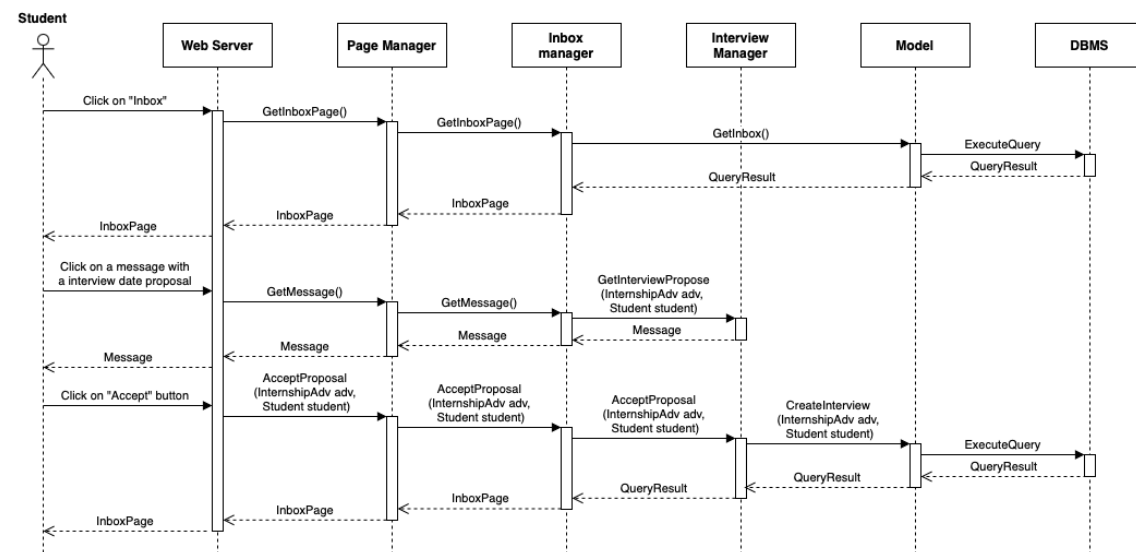 Student
Web Server
Page Manager
Inbox
manager
Interview
Manager
Model
DBMS
Click on "Inbox"
GetInboxPage()
GetInboxPage()
GetInbox()
ExecuteQuery
QueryResult
QueryResult
InboxPage
InboxPage
InboxPage
Click on a message with
a interview date proposal
GetMessage()
GetMessage()
GetInterviewPropose
(InternshipAdv adv,
Student student)
Message
Message
Message
Message
Click on "Accept" button
AcceptProposal
(InternshipAdv adv,
Student student)
AcceptProposal
(InternshipAdv adv,
Student student)
AcceptProposal
(InternshipAdv adv,
Student student)
CreateInterview
(InternshipAdv adv,
Student student)
ExecuteQuery
QueryResult
QueryResult
QueryResult
InboxPage
InboxPage
InboxPage